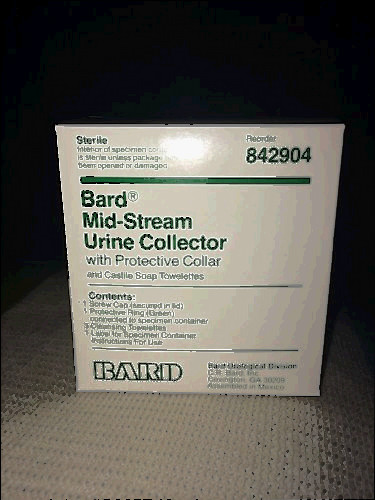 Sterile
Interior of specimen
is sterile unless package
been opened or damaged
Reorder
842904
Bard®
Mid-Stream
Urine Collector
with Protective Collar
and Castile Soap Towelettes
Contents:
1 Screw Cap (secured in lid)
1 Protective Ring (Green)
connected to specimen container
3 Cleansing Towelettes
1 Label for Specimen Container
Instructions For Use
BARD
Bard Urological Division
C.R. Bard, Inc.
Covington, GA 30209
Assembled in Mexico